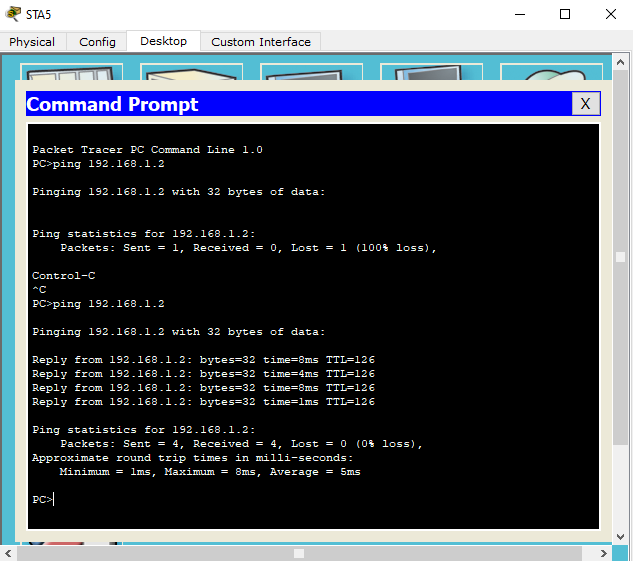 STA5
Physical Config Desktop Custom Interface
Command Prompt X
Packet Tracer PC Command Line 1.0
PC>ping 192.168.1.2
Pinging 192.168.1.2 with 32 bytes of data:
Ping statistics for 192.168.1.2:
Packets: Sent = 1, Received = 0, Lost = 1 (100% loss),
Control-C
^C
PC>ping 192.168.1.2
Pinging 192.168.1.2 with 32 bytes of data:
Reply from 192.168.1.2: bytes=32 time=8ms TTL=126
Reply from 192.168.1.2: bytes=32 time=4ms TTL=126
Reply from 192.168.1.2: bytes=32 time=8ms TTL=126
Reply from 192.168.1.2: bytes=32 time=1ms TTL=126
Ping statistics for 192.168.1.2:
Packets: Sent = 4, Received = 4, Lost = 0 (0% loss),
Approximate round trip times in milli-seconds:
Minimum = 1ms, Maximum = 8ms, Average = 5ms
PC>